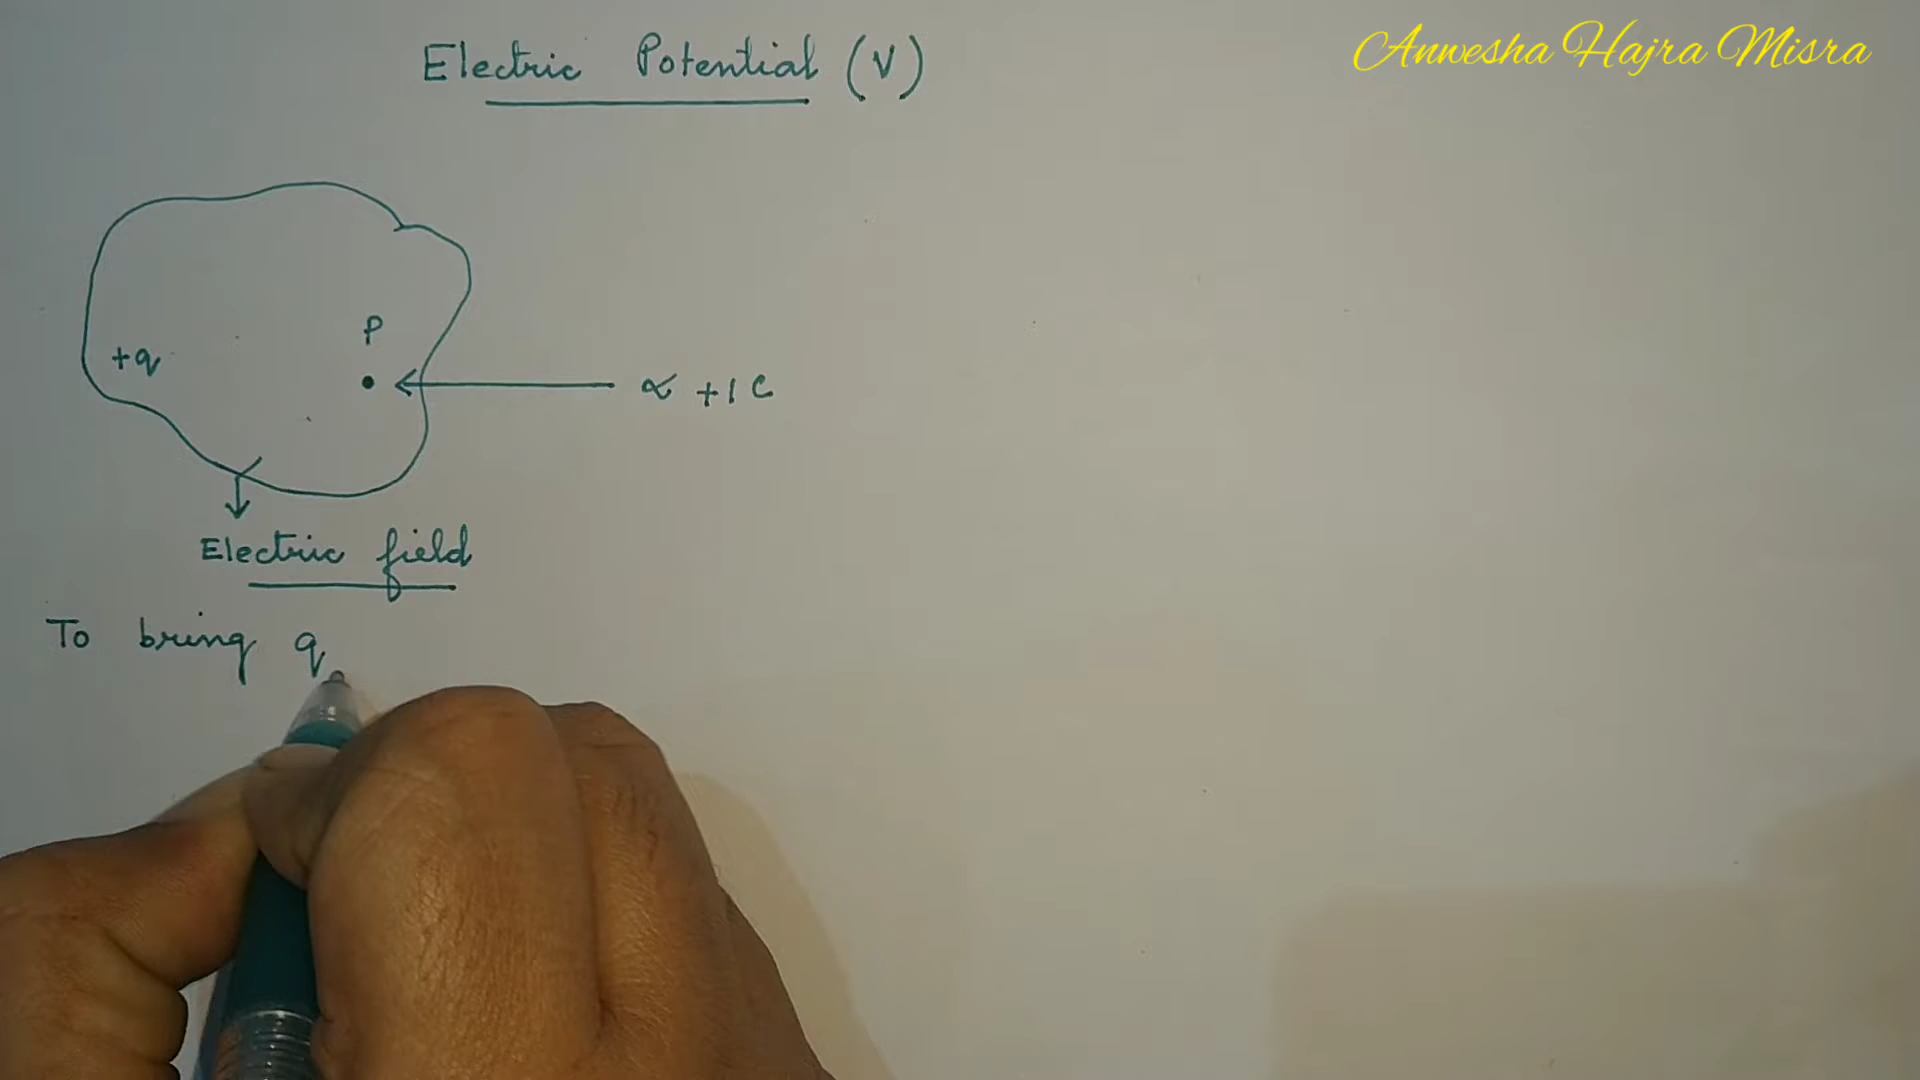 Electric Potential (V)
Anwesha Hajra Misra
P
+q
∝ +1 C
Electric field
To bring q